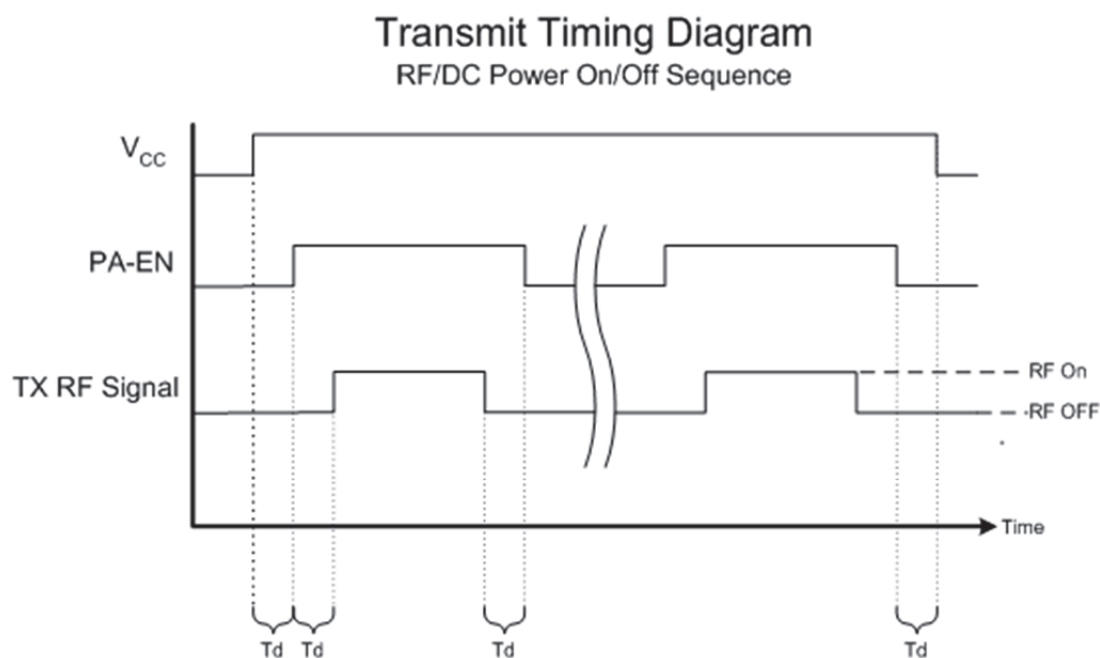 Transmit Timing Diagram
RF/DC Power On/Off Sequence
VCC
PA-EN
TX RF Signal
RF On
RF OFF
Time
Td Td Td Td